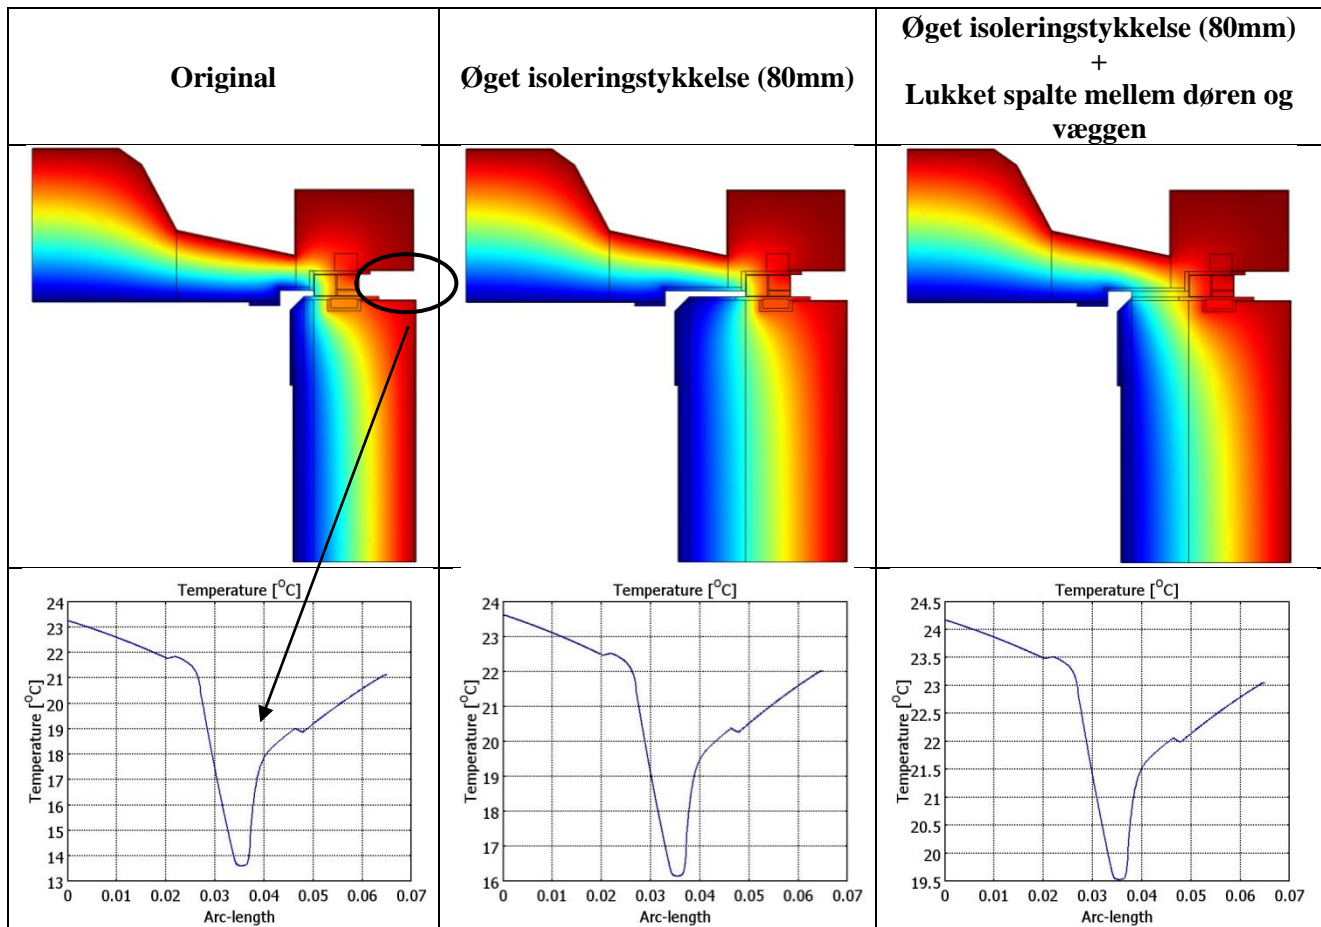 Original
Øget isoleringstykkelse (80mm)
Øget isoleringstykkelse (80mm)
+
Lukket spalte mellem døren og
væggen
Temperature [°C]
24
23
22
21
20
19
18
17
16
15
14
13
Temperature [°C]
0 0.01 0.02 0.03 0.04 0.05 0.06 0.07
Arc-length
Temperature [°C]
24
23
22
21
20
19
18
17
16
Temperature [°C]
0 0.01 0.02 0.03 0.04 0.05 0.06 0.07
Arc-length
Temperature [°C]
24.5
24
23.5
23
22.5
22
21.5
21
20.5
20
19.5
Temperature [°C]
0 0.01 0.02 0.03 0.04 0.05 0.06 0.07
Arc-length